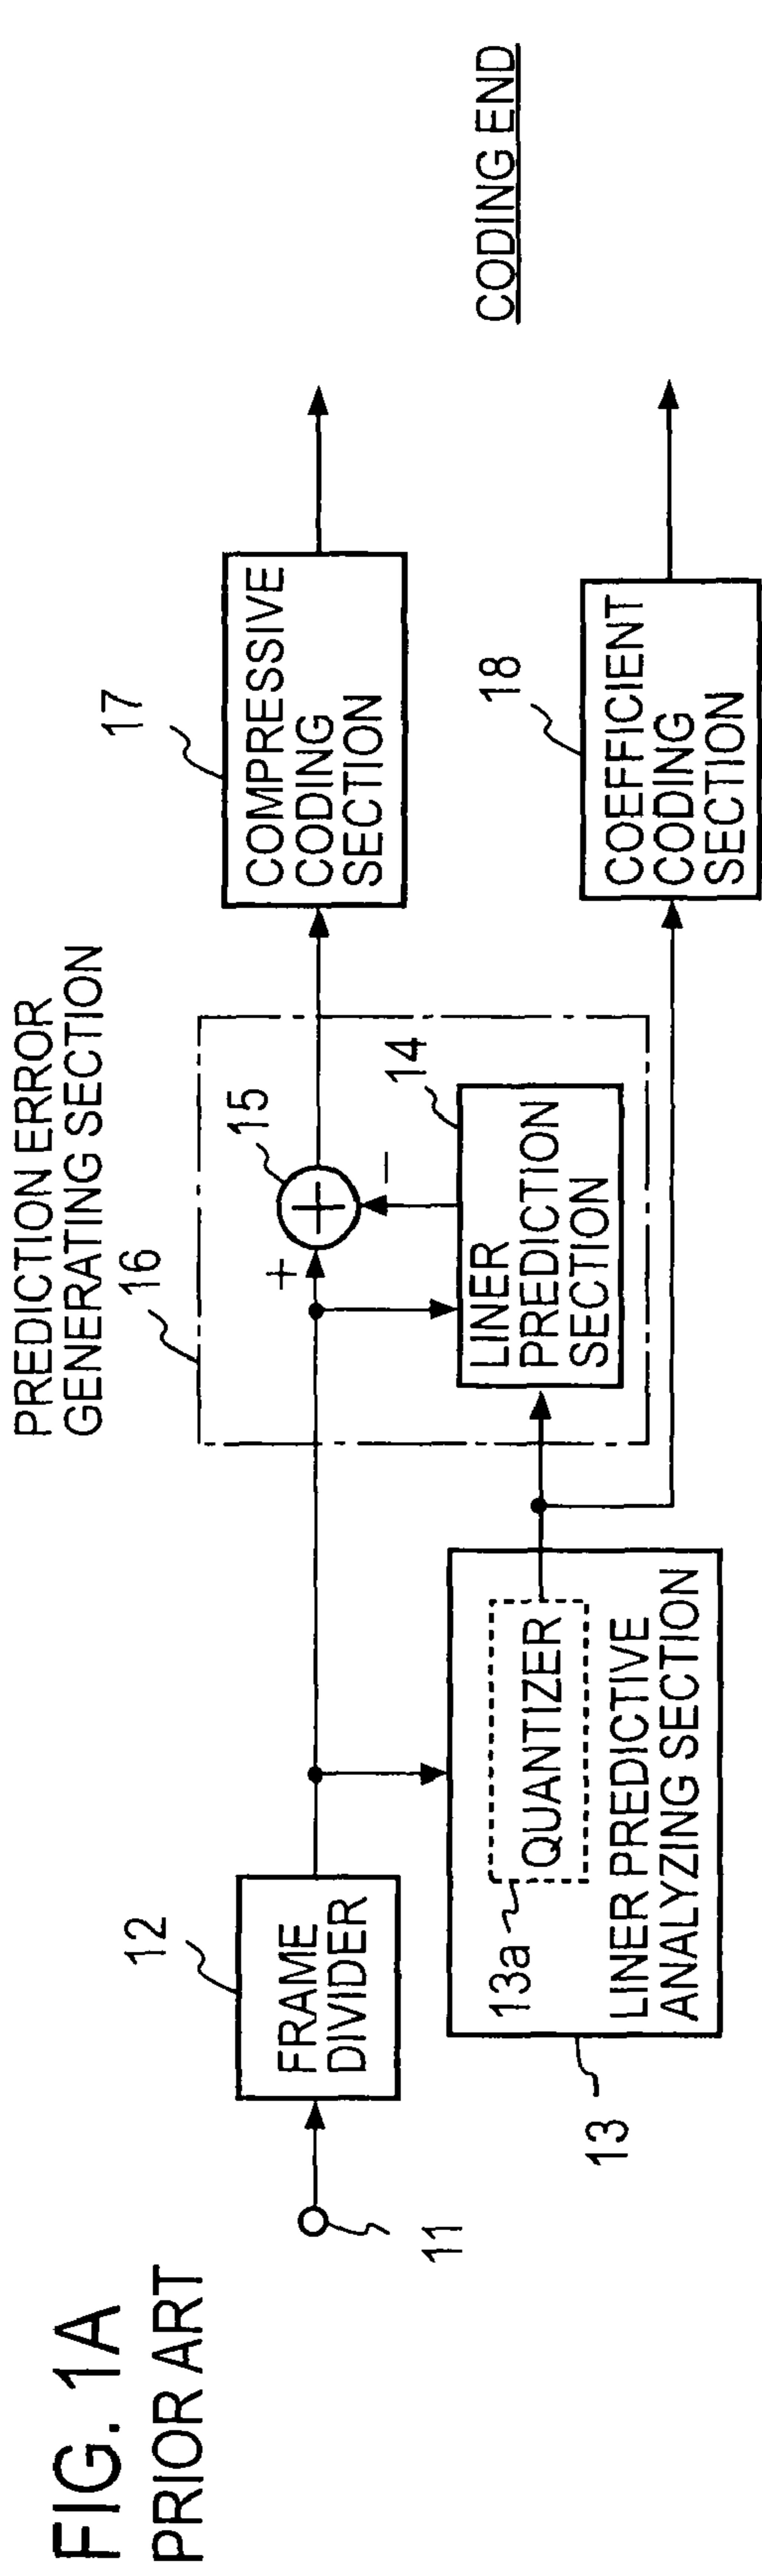 FIG. 1A
PRIOR ART
PREDICTION ERROR
GENERATING SECTION
16
12
15
17
11
FRAME
DIVIDER
+
−
14
COMPRESSIVE
CODING
SECTION
CODING END
13
13a
QUANTIZER
LINER PREDICTIVE
ANALYZING SECTION
LINER
PREDICTION
SECTION
18
COEFFICIENT
CODING
SECTION